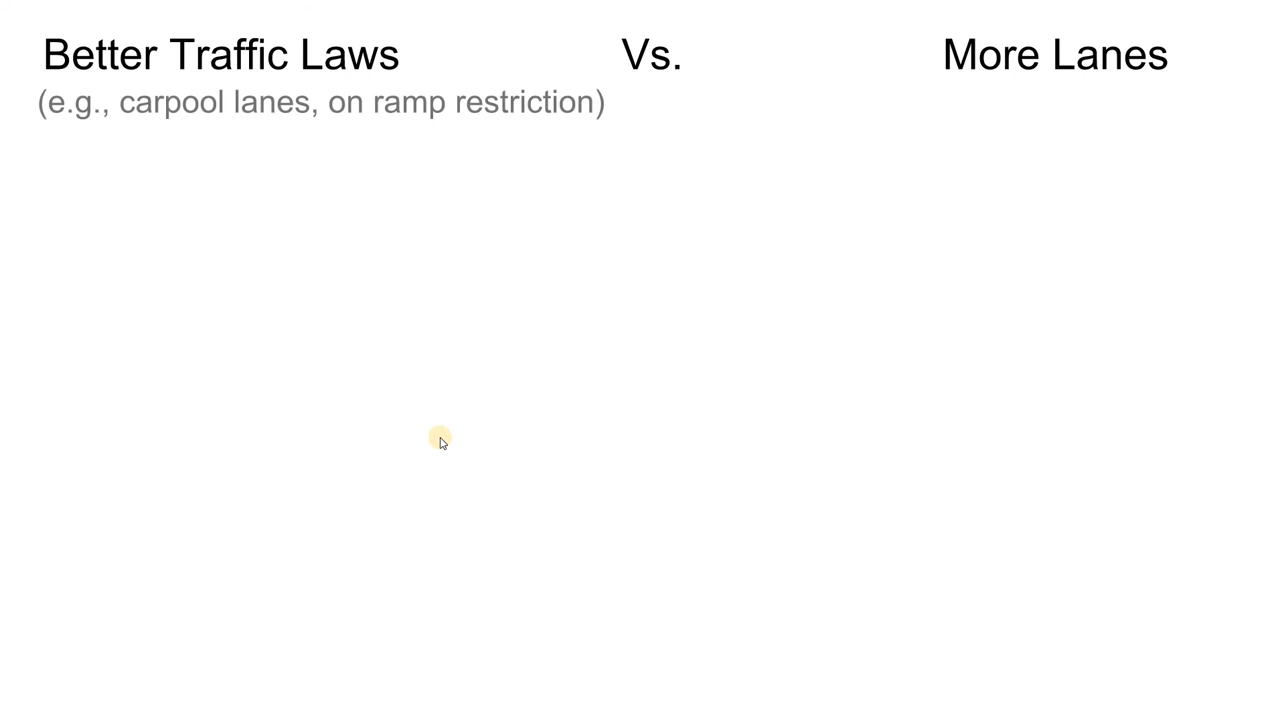 Better Traffic Laws Vs. More Lanes
(e.g., carpool lanes, on ramp restriction)